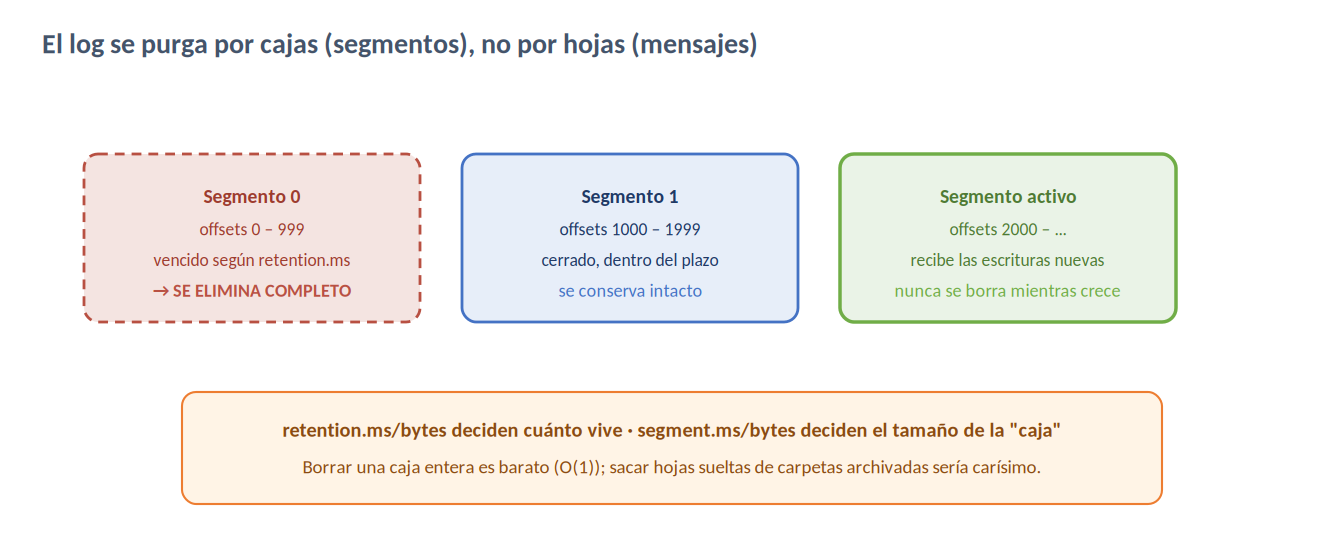 El log se purga por cajas (segmentos), no por hojas (mensajes)
Segmento 0
offsets 0 – 999
vencido según retention.ms
→ SE ELIMINA COMPLETO
Segmento 1
offsets 1000 – 1999
cerrado, dentro del plazo
se conserva intacto
Segmento activo
offsets 2000 – ...
recibe las escrituras nuevas
nunca se borra mientras crece
retention.ms/bytes deciden cuánto vive · segment.ms/bytes deciden el tamaño de la "caja"
Borrar una caja entera es barato (O(1)); sacar hojas sueltas de carpetas archivadas sería carísimo.